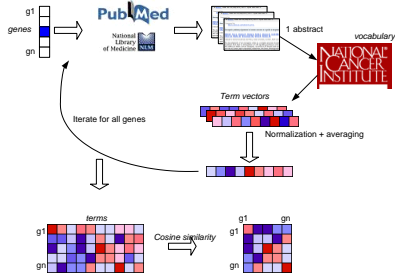 g1
genes
gn
PubMed
National
Library
of Medicine
NLM
1 abstract
vocabulary
NATIONAL
CANCER
INSTITUTE
Term vectors
Iterate for all genes
Normalization + averaging
terms
g1
gn
Cosine similarity
g1
gn
g1
gn